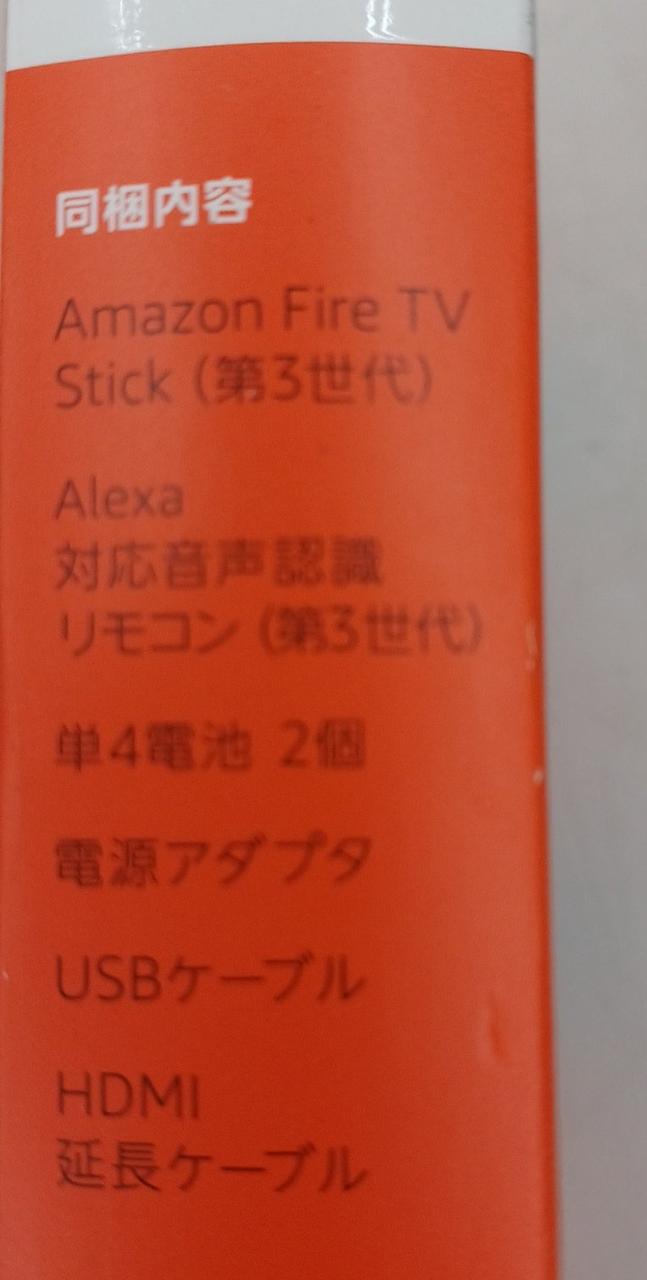 同梱内容
Amazon Fire TV
Stick（第3世代）
Alexa
対応音声認識
リモコン（第3世代）
単4電池 2個
電源アダプタ
USBケーブル
HDMI
延長ケーブル